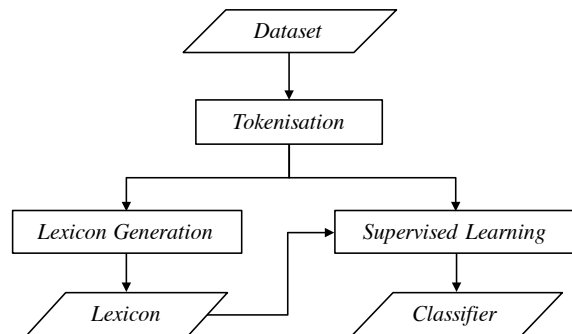 Dataset
Tokenisation
Lexicon Generation
Supervised Learning
Lexicon
Classifier